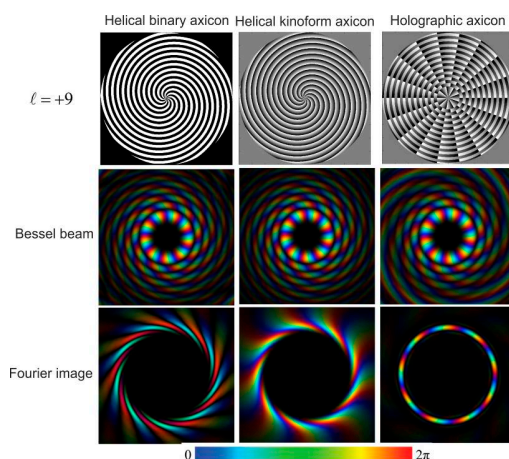 Helical binary axicon Helical kinoform axicon Holographic axicon
ℓ = +9
Bessel beam
Fourier image
0 2π